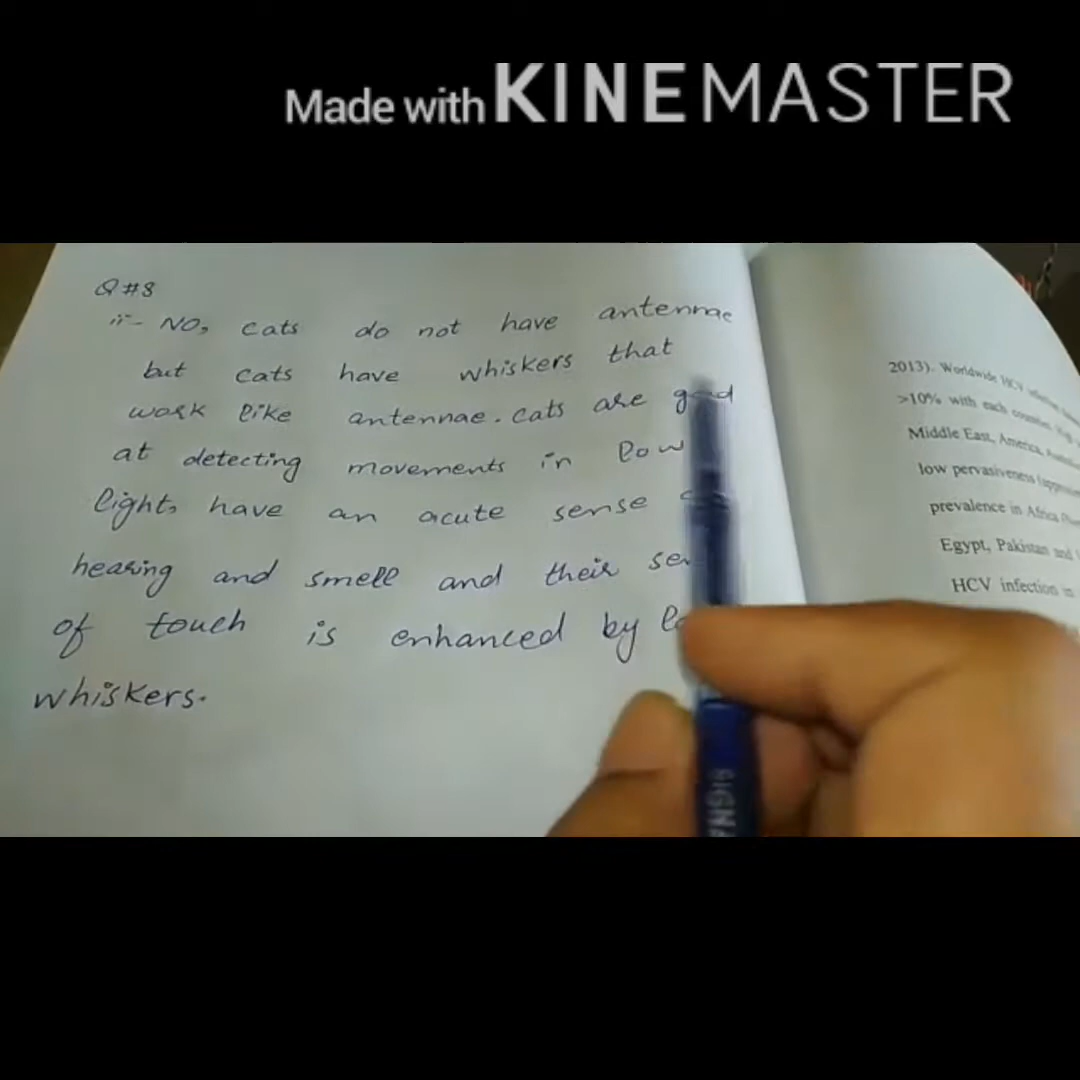 Made with KINEMASTER
Q#8
ii- NO, cats do not have antennae
but cats have whiskers that
work like antennae. cats are good
at detecting movements in low
light, have an acute sense
hearing and smell and their
of touch is enhanced by
whiskers.
2013). Worldwide HCV
>10% with each
Middle East, America,
low pervasiveness
prevalence in Africa
Egypt, Pakistan and
HCV infection in
SIGN